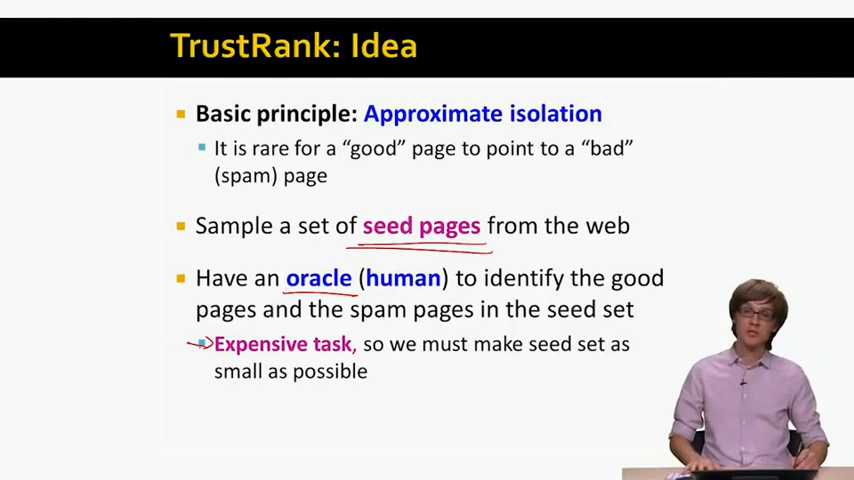 TrustRank: Idea
Basic principle: Approximate isolation
It is rare for a “good” page to point to a “bad”
(spam) page
Sample a set of seed pages from the web
Have an oracle (human) to identify the good
pages and the spam pages in the seed set
Expensive task, so we must make seed set as
small as possible